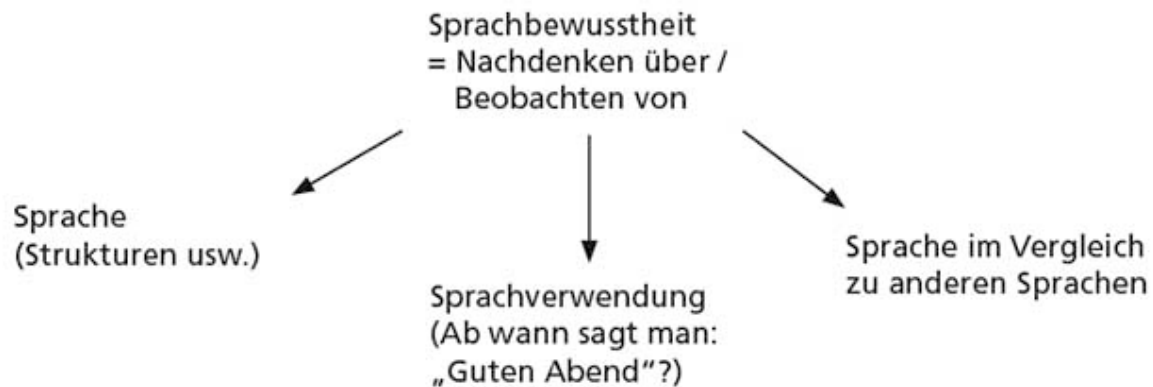 Sprachbewusstheit
= Nachdenken über /
Beobachten von
Sprache
(Strukturen usw.)
Sprachverwendung
(Ab wann sagt man:
„Guten Abend“?)
Sprache im Vergleich
zu anderen Sprachen